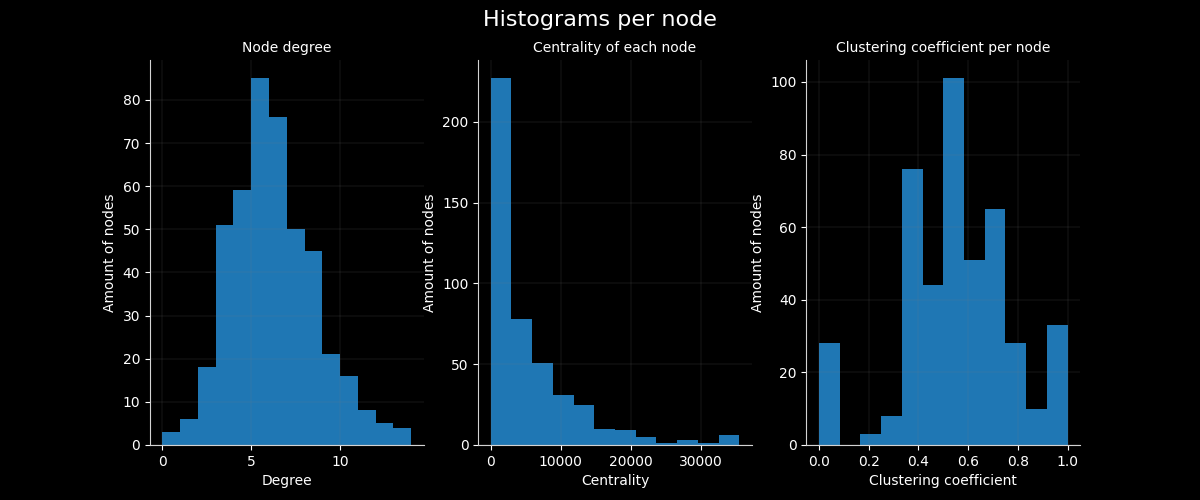 Histograms per node
Node degree
Amount of nodes
80
70
60
50
40
30
20
10
0
0 5 10
Degree
Centrality of each node
Amount of nodes
200
150
100
50
0
0 10000 20000 30000
Centrality
Clustering coefficient per node
Amount of nodes
100
80
60
40
20
0
0.0 0.2 0.4 0.6 0.8 1.0
Clustering coefficient